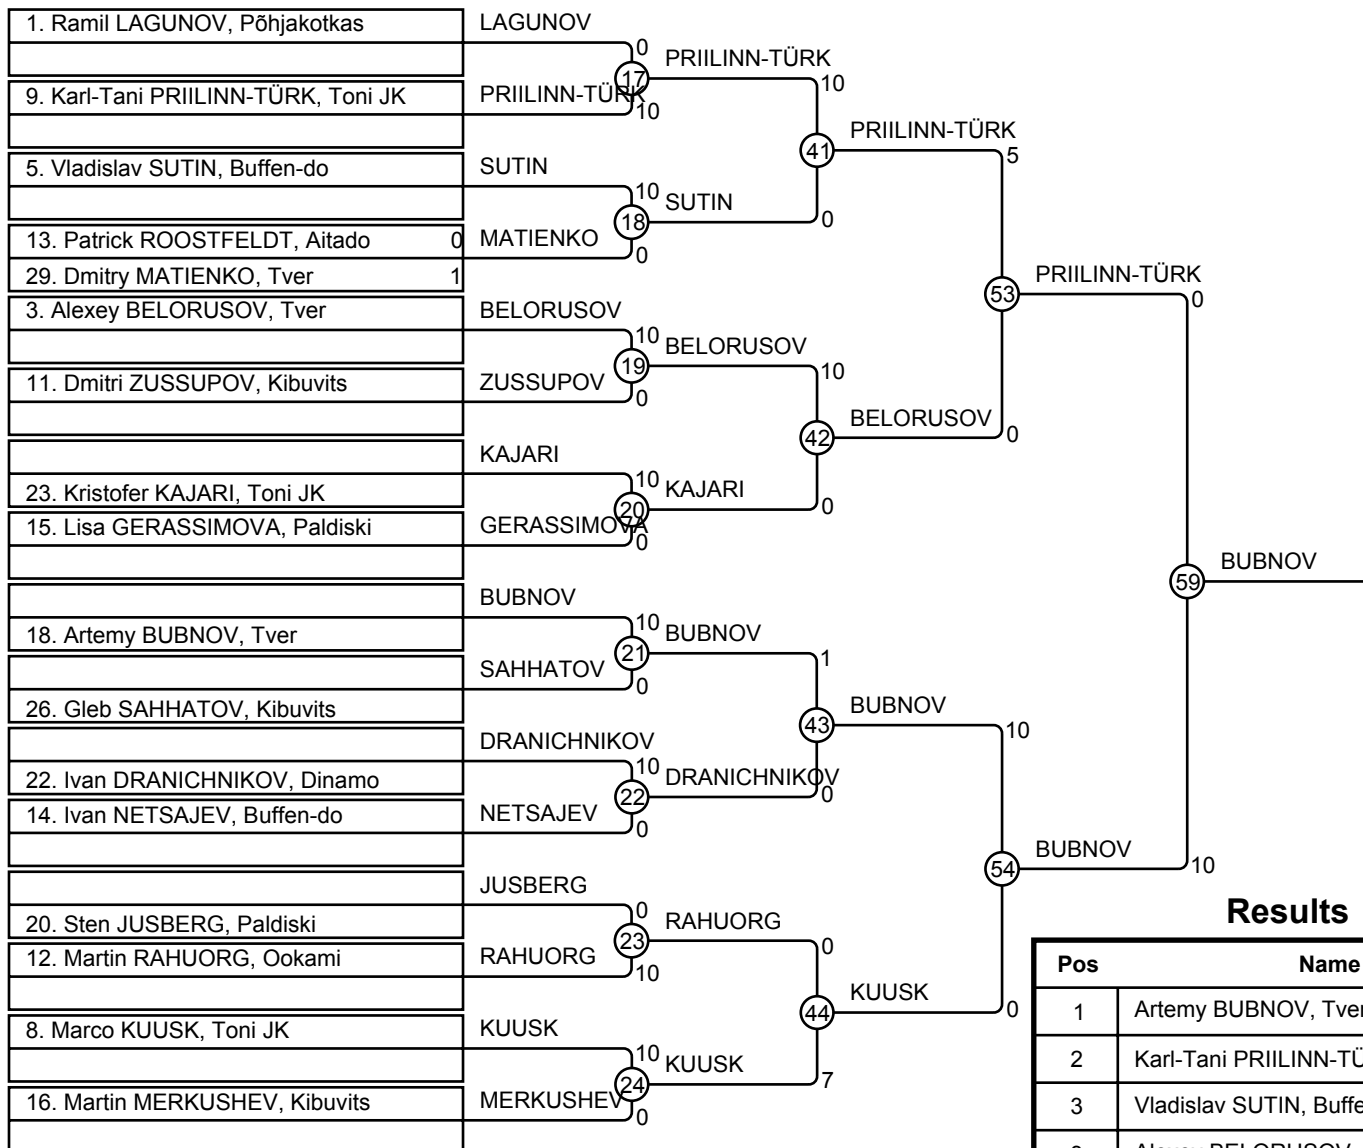 1. Ramil LAGUNOV, Põhjakotkas
LAGUNOV
0
17
PRIILINN-TÜRK
10
9. Karl-Tani PRIILINN-TÜRK, Toni JK
PRIILINN-TÜRK
10
41
PRIILINN-TÜRK
5
5. Vladislav SUTIN, Buffen-do
SUTIN
10
18
SUTIN
0
13. Patrick ROOSTFELDT, Aitado 0
MATIENKO
0
29. Dmitry MATIENKO, Tver 1
53
PRIILINN-TÜRK
0
3. Alexey BELORUSOV, Tver
BELORUSOV
10
19
BELORUSOV
10
11. Dmitri ZUSSUPOV, Kibuvits
ZUSSUPOV
0
42
BELORUSOV
0
KAJARI
10
23. Kristofer KAJARI, Toni JK
20
KAJARI
0
15. Lisa GERASSIMOVA, Paldiski
GERASSIMOVA
0
59
BUBNOV
BUBNOV
10
18. Artemy BUBNOV, Tver
21
BUBNOV
1
SAHHATOV
0
26. Gleb SAHHATOV, Kibuvits
43
BUBNOV
10
DRANICHNIKOV
10
22. Ivan DRANICHNIKOV, Dinamo
22
DRANICHNIKOV
0
14. Ivan NETSAJEV, Buffen-do
NETSAJEV
0
54
BUBNOV
10
JUSBERG
0
20. Sten JUSBERG, Paldiski
23
RAHUORG
0
12. Martin RAHUORG, Ookami
RAHUORG
10
44
KUUSK
0
8. Marco KUUSK, Toni JK
KUUSK
10
24
KUUSK
7
16. Martin MERKUSHEV, Kibuvits
MERKUSHEV
0
Results
Pos Name
1 Artemy BUBNOV, Tver
2 Karl-Tani PRIILINN-TÜ
3 Vladislav SUTIN, Buffe